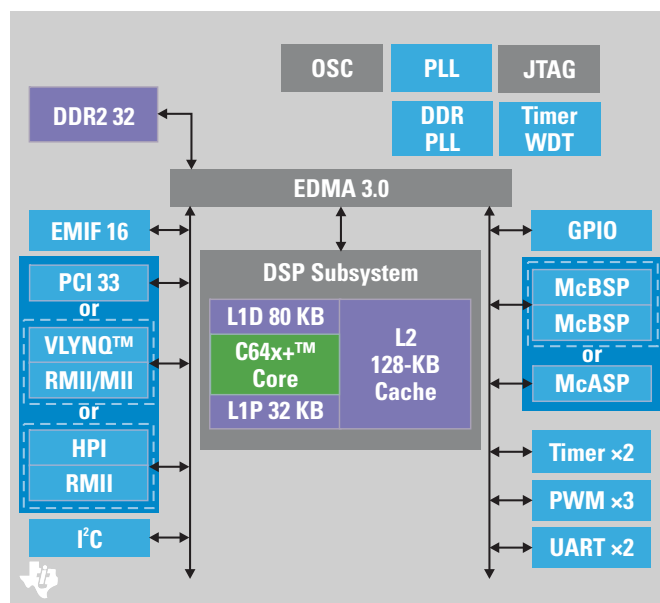 OSC
PLL
JTAG
DDR2 32
DDR
PLL
Timer
WDT
EDMA 3.0
EMIF 16
PCI 33
or
VLYNQ™
RMII/MII
or
HPI
RMII
I²C
DSP Subsystem
L1D 80 KB
C64x+™
Core
L1P 32 KB
L2
128-KB
Cache
GPIO
McBSP
McBSP
or
McASP
Timer ×2
PWM ×3
UART ×2